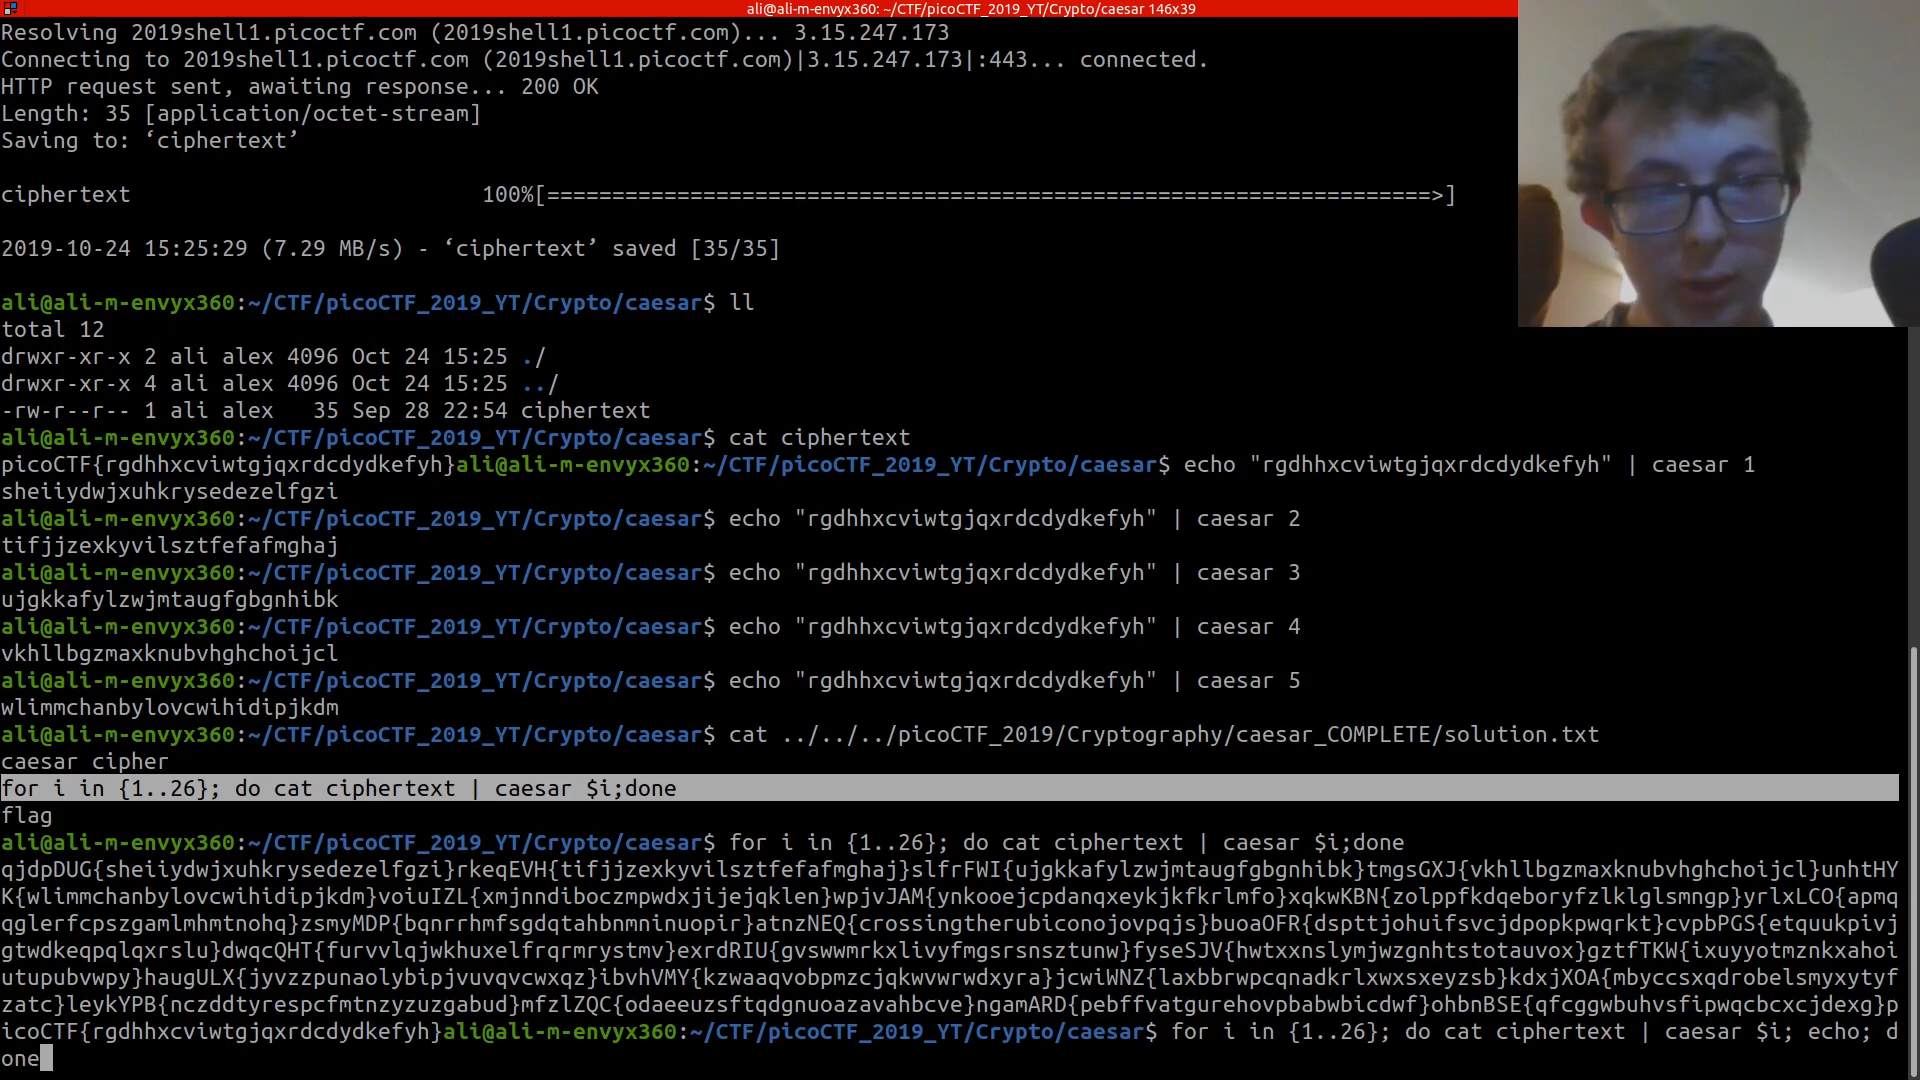 ali@ali-m-envyx360: ~/CTF/picoCTF_2019_YT/Crypto/caesar 146x39
Resolving 2019shell1.picoctf.com (2019shell1.picoctf.com)... 3.15.247.173
Connecting to 2019shell1.picoctf.com (2019shell1.picoctf.com)|3.15.247.173|:443... connected.
HTTP request sent, awaiting response... 200 OK
Length: 35 [application/octet-stream]
Saving to: ‘ciphertext’
ciphertext 100%[====================================================================>]
2019-10-24 15:25:29 (7.29 MB/s) - ‘ciphertext’ saved [35/35]
ali@ali-m-envyx360:~/CTF/picoCTF_2019_YT/Crypto/caesar$ ll
total 12
drwxr-xr-x 2 ali alex 4096 Oct 24 15:25 ./
drwxr-xr-x 4 ali alex 4096 Oct 24 15:25 ../
-rw-r--r-- 1 ali alex   35 Sep 28 22:54 ciphertext
ali@ali-m-envyx360:~/CTF/picoCTF_2019_YT/Crypto/caesar$ cat ciphertext
picoCTF{rgdhhxcviwtgjqxrdcdydkefyh}ali@ali-m-envyx360:~/CTF/picoCTF_2019_YT/Crypto/caesar$ echo "rgdhhxcviwtgjqxrdcdydkefyh" | caesar 1
sheiiydwjxuhkrysedezelfgzi
ali@ali-m-envyx360:~/CTF/picoCTF_2019_YT/Crypto/caesar$ echo "rgdhhxcviwtgjqxrdcdydkefyh" | caesar 2
tifjjzexkyvilsztfefafmghaj
ali@ali-m-envyx360:~/CTF/picoCTF_2019_YT/Crypto/caesar$ echo "rgdhhxcviwtgjqxrdcdydkefyh" | caesar 3
ujgkkafylzwjmtaugfgbgnhibk
ali@ali-m-envyx360:~/CTF/picoCTF_2019_YT/Crypto/caesar$ echo "rgdhhxcviwtgjqxrdcdydkefyh" | caesar 4
vkhllbgzmaxknubvhghchoijcl
ali@ali-m-envyx360:~/CTF/picoCTF_2019_YT/Crypto/caesar$ echo "rgdhhxcviwtgjqxrdcdydkefyh" | caesar 5
wlimmchanbylovcwihidipjkdm
ali@ali-m-envyx360:~/CTF/picoCTF_2019_YT/Crypto/caesar$ cat ../../../picoCTF_2019/Cryptography/caesar_COMPLETE/solution.txt
caesar cipher
for i in {1..26}; do cat ciphertext | caesar $i;done
flag
ali@ali-m-envyx360:~/CTF/picoCTF_2019_YT/Crypto/caesar$ for i in {1..26}; do cat ciphertext | caesar $i;done
qjdpDUG{sheiiydwjxuhkrysedezelfgzi}rkeqEVH{tifjjzexkyvilsztfefafmghaj}slfrFWI{ujgkkafylzwjmtaugfgbgnhibk}tmgsGXJ{vkhllbgzmaxknubvhghchoijcl}unhtHY
K{wlimmchanbylovcwihidipjkdm}voiuIZL{xmjnndiboczmpwdxjijejqklen}wpjvJAM{ynkooejcpdanqxeykjkfkrlmfo}xqkwKBN{zolppfkdqeboryfzlklglsmngp}yrlxLCO{apmq
qglerfcpszgamlmhmtnohq}zsmyMDP{bqnrrhmfsgdqtahbnmninuopir}atnzNEQ{crossingtherubiconojovpqjs}buoaOFR{dspttjohuifsvcjdpopkpwqrkt}cvpbPGS{etquukpivj
gtwdkeqpqlqxrslu}dwqcQHT{furvvlqjwkhuxelfrqrmrystmv}exrdRIU{gvswwmrkxlivyfmgsrsnsztunw}fyseSJV{hwtxxnslymjwzgnhtstotauvox}gztfTKW{ixuyyotmznkxahoi
utupubvwpy}haugULX{jyvzzpunaolybipjvuvqvcwxqz}ibvhVMY{kzwaaqvobpmzcjqkwvwrwdxyra}jcwiWNZ{laxbbrwpcqnadkrlxwxsxeyzsb}kdxjXOA{mbyccsxqdrobelsmyxytyf
zatc}leykYPB{nczddtyrespcfmtnzyzuzgabud}mfzlZQC{odaeeuzsftqdgnuoazavahbcve}ngamARD{pebffvatgurehovpbabwbicdwf}ohbnBSE{qfcggwbuhvsfipwqcbcxcjdexg}p
icoCTF{rgdhhxcviwtgjqxrdcdydkefyh}ali@ali-m-envyx360:~/CTF/picoCTF_2019_YT/Crypto/caesar$ for i in {1..26}; do cat ciphertext | caesar $i; echo; d
one